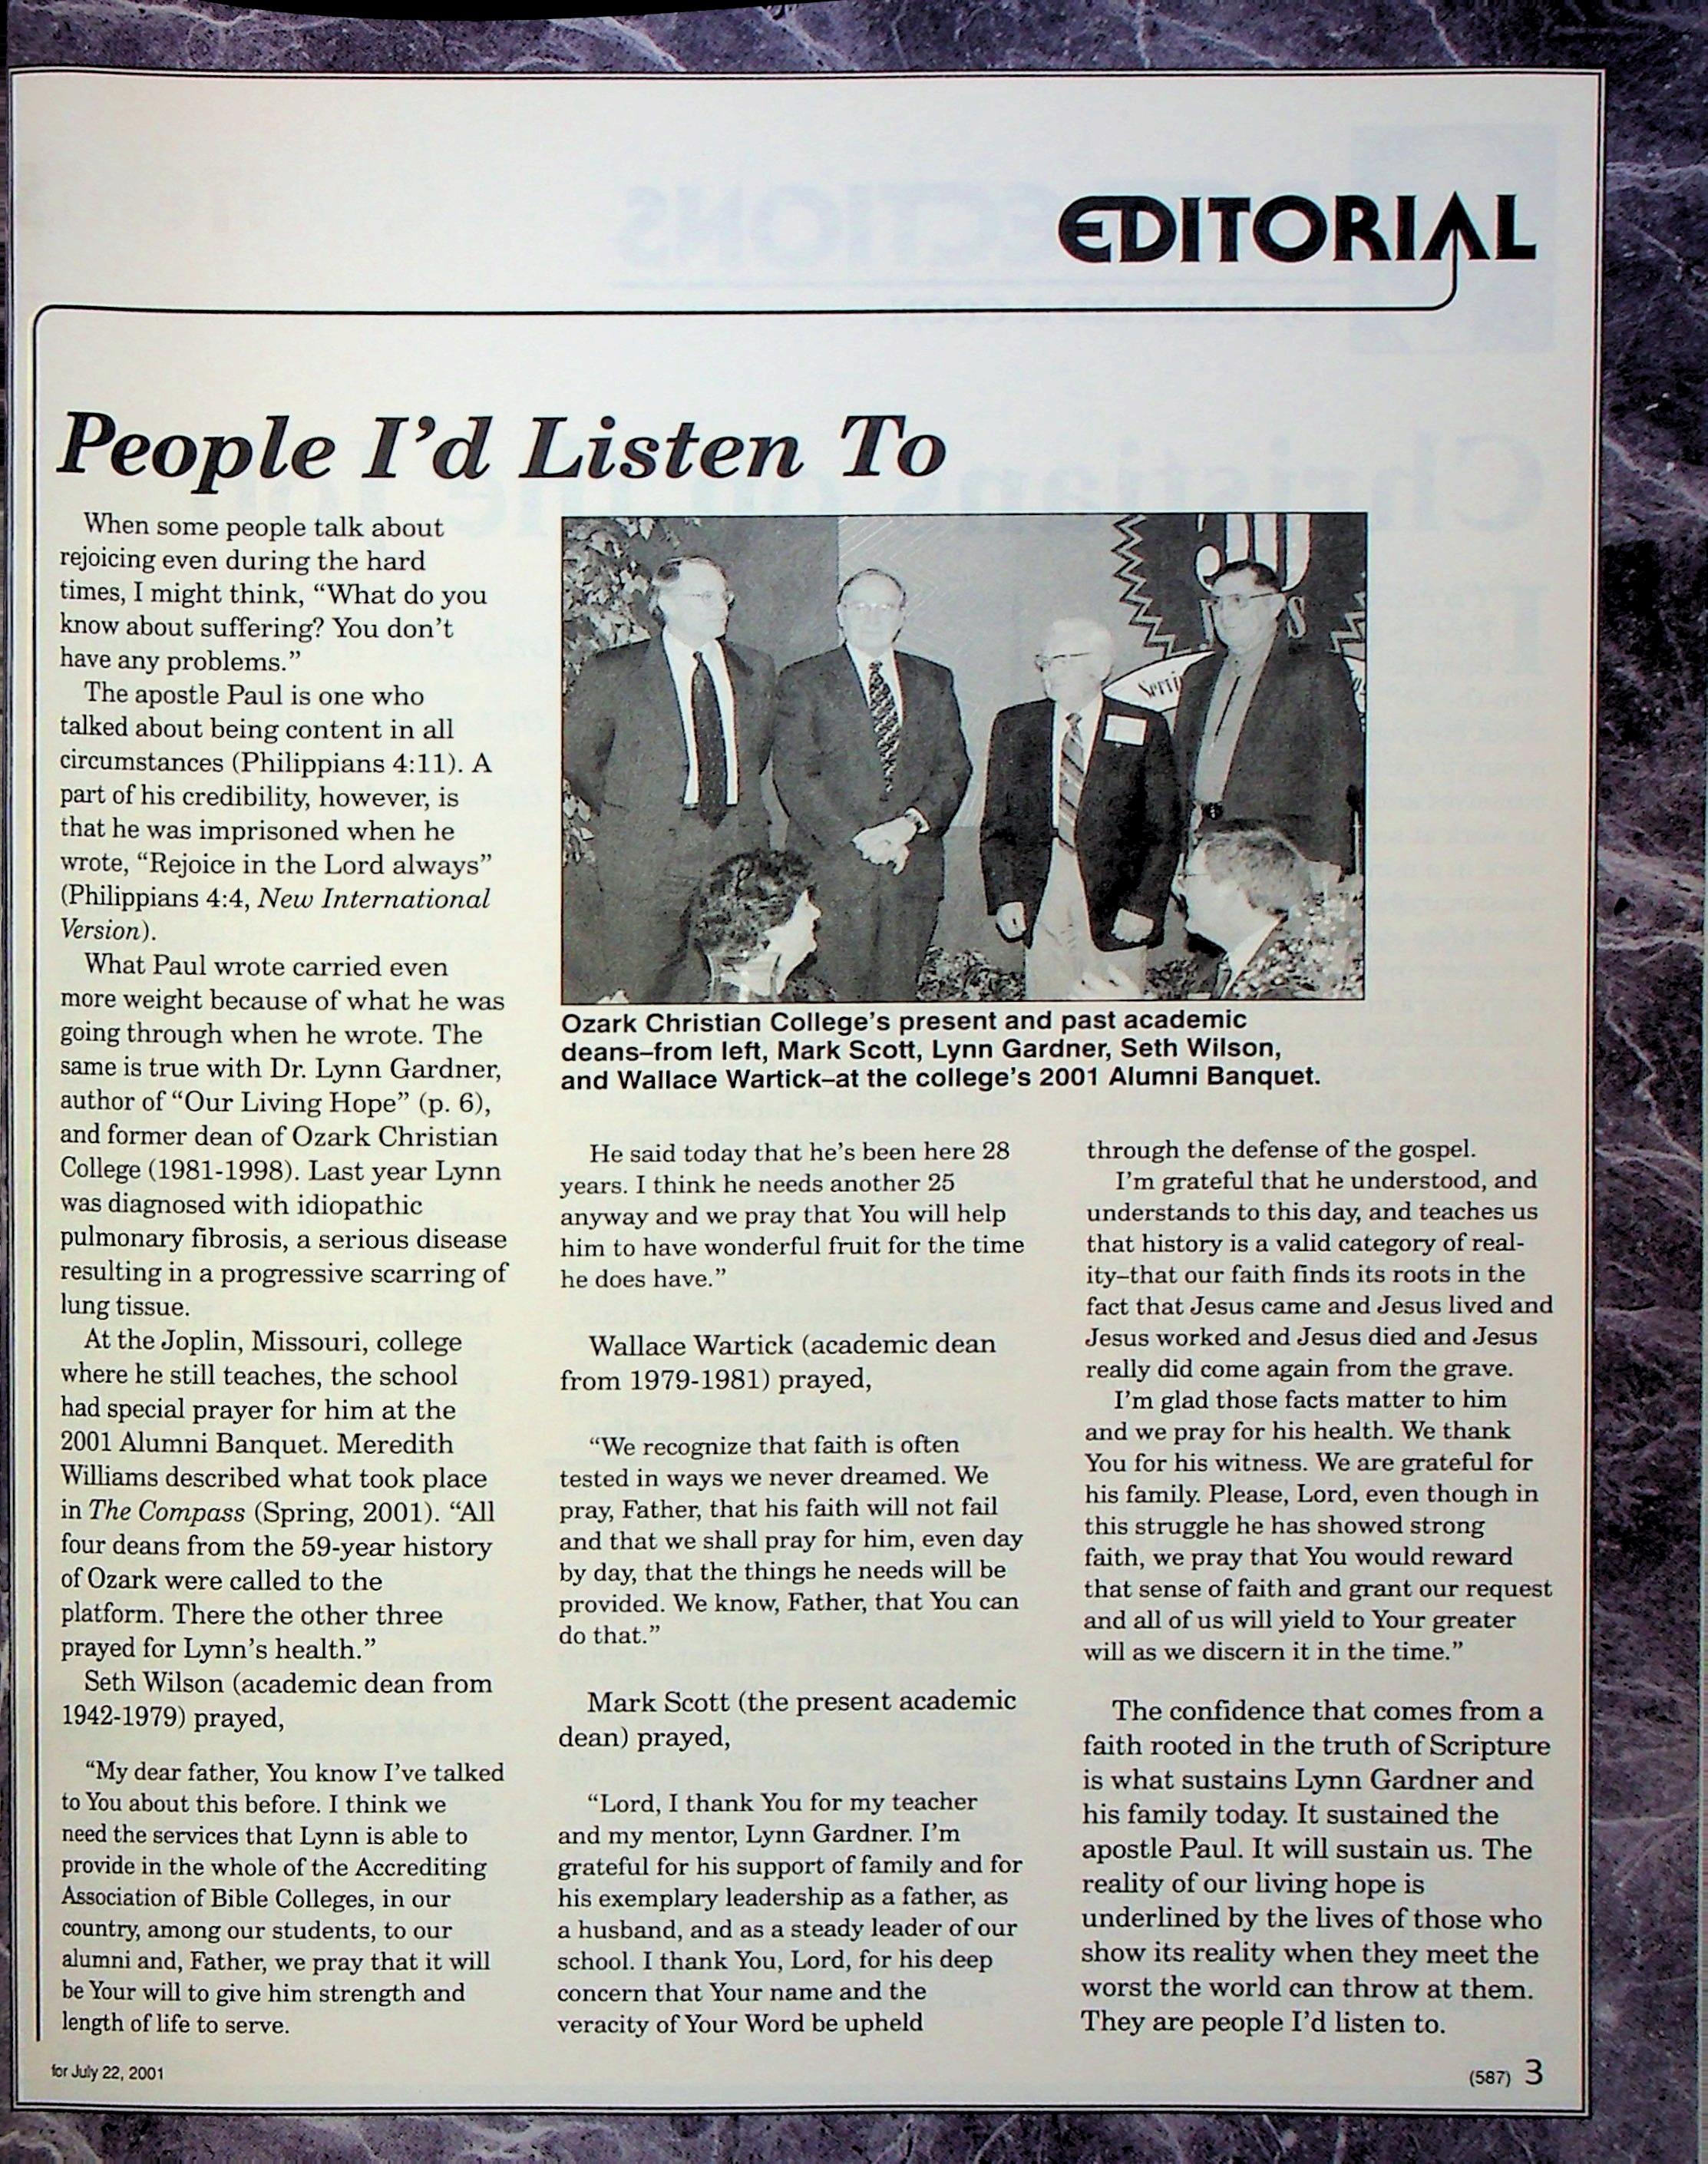 EDITORIAL
People I'd Listen To
When some people talk about
rejoicing even during the hard
times, I might think, “What do you
know about suffering? You don't
have any problems.”
The apostle Paul is one who
talked about being content in all
circumstances (Philippians 4:11). A
part of his credibility, however, is
that he was imprisoned when he
wrote, “Rejoice in the Lord always”
(Philippians 4:4, New International
Version).
What Paul wrote carried even
more weight because of what he was
going through when he wrote. The
same is true with Dr. Lynn Gardner,
author of “Our Living Hope” (p. 6),
and former dean of Ozark Christian
College (1981-1998). Last year Lynn
was diagnosed with idiopathic
pulmonary fibrosis, a serious disease
resulting in a progressive scarring of
lung tissue.
At the Joplin, Missouri, college
where he still teaches, the school
had special prayer for him at the
2001 Alumni Banquet. Meredith
Williams described what took place
in The Compass (Spring, 2001). “All
four deans from the 59-year history
of Ozark were called to the
platform. There the other three
prayed for Lynn's health.”
Seth Wilson (academic dean from
1942-1979) prayed,
“My dear father, You know I've talked
to You about this before. I think we
need the services that Lynn is able to
provide in the whole of the Accrediting
Association of Bible Colleges, in our
country, among our students, to our
alumni and, Father, we pray that it will
be Your will to give him strength and
length of life to serve.
50
Servi
Ozark Christian College's present and past academic
deans–from left, Mark Scott, Lynn Gardner, Seth Wilson,
and Wallace Wartick–at the college's 2001 Alumni Banquet.
He said today that he's been here 28
years. I think he needs another 25
anyway and we pray that You will help
him to have wonderful fruit for the time
he does have.”
Wallace Wartick (academic dean
from 1979-1981) prayed,
“We recognize that faith is often
tested in ways we never dreamed. We
pray, Father, that his faith will not fail
and that we shall pray for him, even day
by day, that the things he needs will be
provided. We know, Father, that You can
do that.”
Mark Scott (the present academic
dean) prayed,
“Lord, I thank You for my teacher
and my mentor, Lynn Gardner. I'm
grateful for his support of family and for
his exemplary leadership as a father, as
a husband, and as a steady leader of our
school. I thank You, Lord, for his deep
concern that Your name and the
veracity of Your Word be upheld
through the defense of the gospel.
I'm grateful that he understood, and
understands to this day, and teaches us
that history is a valid category of real-
ity–that our faith finds its roots in the
fact that Jesus came and Jesus lived and
Jesus worked and Jesus died and Jesus
really did come again from the grave.
I'm glad those facts matter to him
and we pray for his health. We thank
You for his witness. We are grateful for
his family. Please, Lord, even though in
this struggle he has showed strong
faith, we pray that You would reward
that sense of faith and grant our request
and all of us will yield to Your greater
will as we discern it in the time.”
The confidence that comes from a
faith rooted in the truth of Scripture
is what sustains Lynn Gardner and
his family today. It sustained the
apostle Paul. It will sustain us. The
reality of our living hope is
underlined by the lives of those who
show its reality when they meet the
worst the world can throw at them.
They are people I'd listen to.
for July 22, 2001
(587) 3